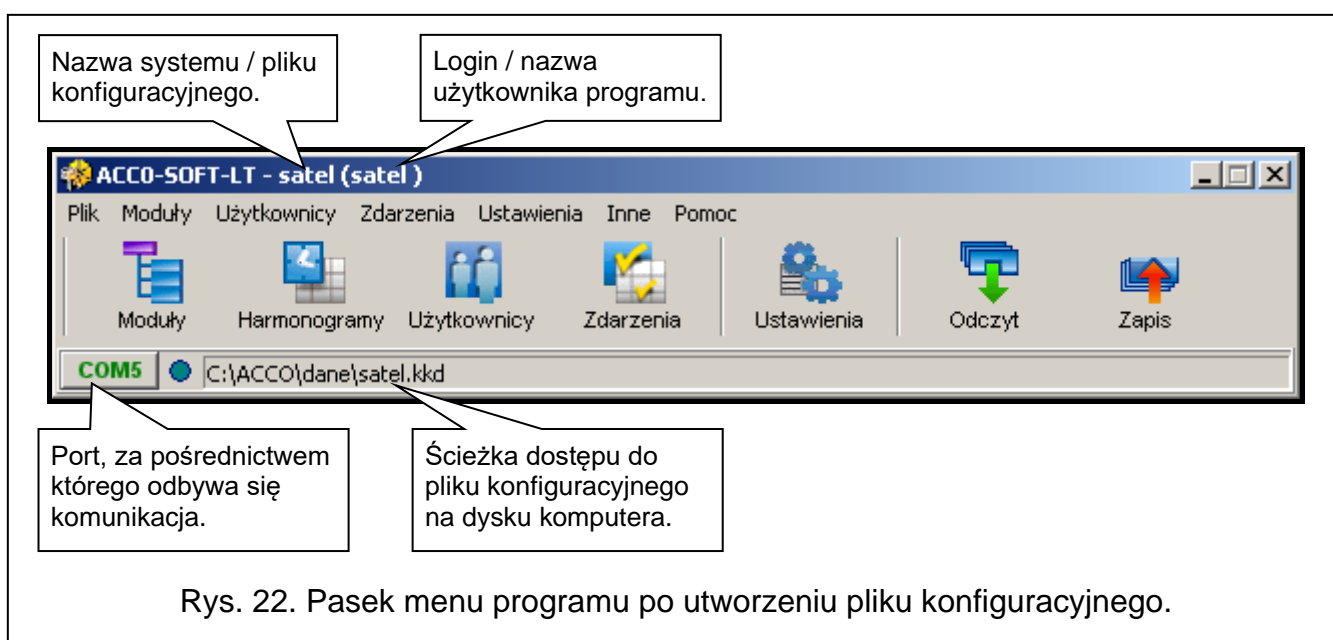 Nazwa systemu / pliku
konfiguracyjnego.
Login / nazwa
użytkownika programu.
ACCO-SOFT-LT - satel (satel )
Plik Moduły Użytkownicy Zdarzenia Ustawienia Inne Pomoc
Moduły Harmonogramy Użytkownicy Zdarzenia Ustawienia Odczyt Zapis
COM5 C:\ACCO\dane\satel.kkd
Port, za pośrednictwem
którego odbywa się
komunikacja.
Ścieżka dostępu do
pliku konfiguracyjnego
na dysku komputera.
Rys. 22. Pasek menu programu po utworzeniu pliku konfiguracyjnego.